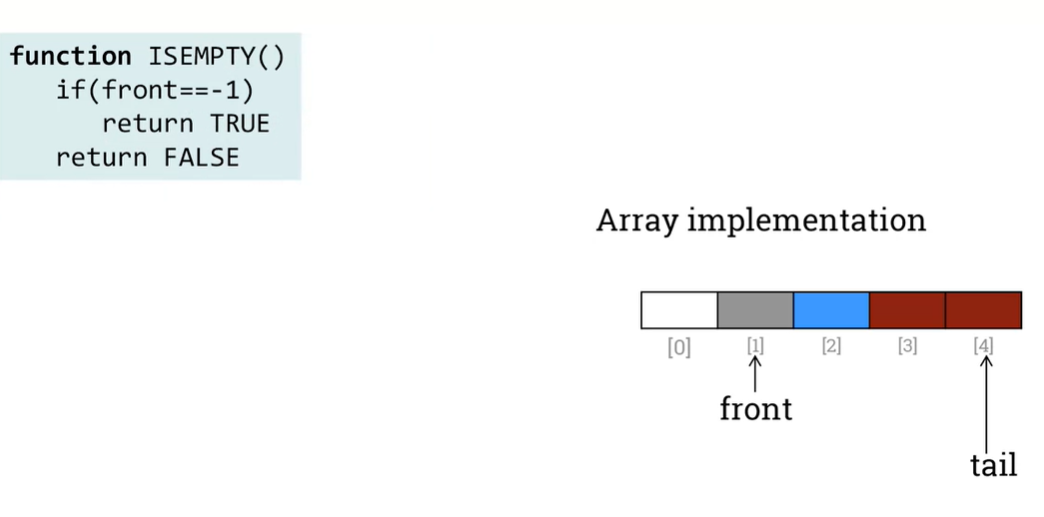 function ISEMPTY()
if(front==-1)
return TRUE
return FALSE
Array implementation
[0] [1] [2] [3] [4]
front
tail